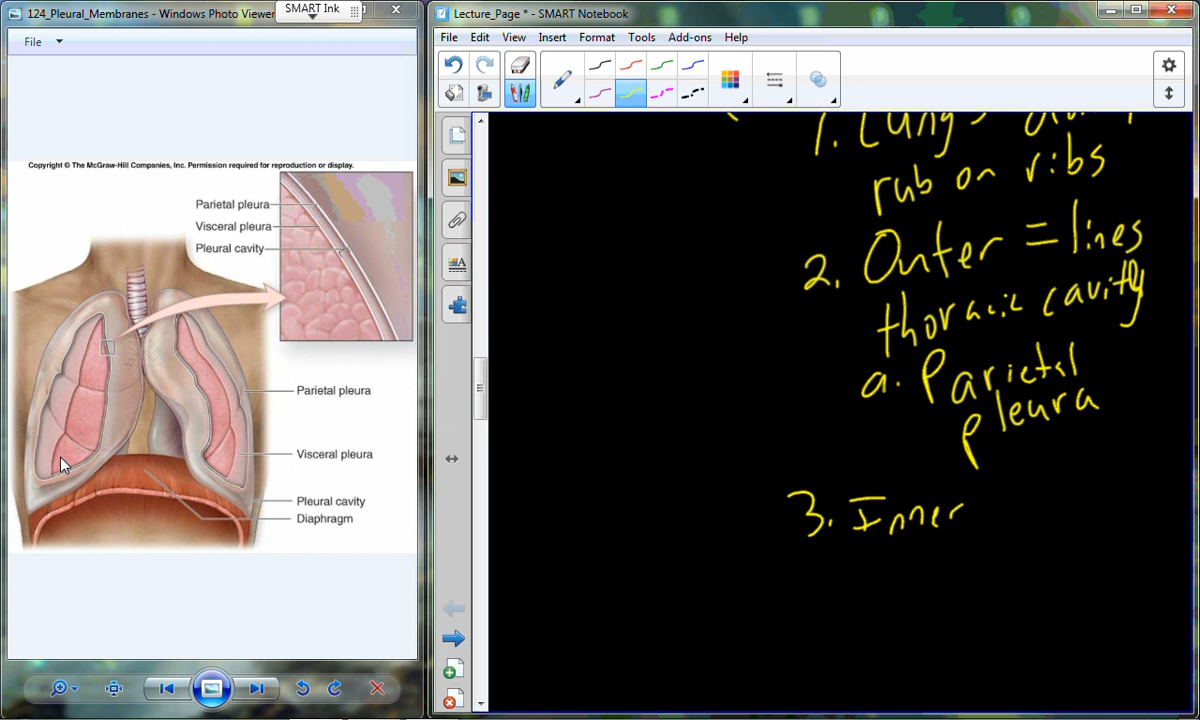 124_Pleural_Membranes - Windows Photo Viewer
SMART Ink
File
Copyright © The McGraw-Hill Companies, Inc. Permission required for reproduction or display.
Parietal pleura
Visceral pleura
Pleural cavity
Parietal pleura
Visceral pleura
Pleural cavity
Diaphragm
Lecture_Page * - SMART Notebook
File Edit View Insert Format Tools Add-ons Help
1. Lungs
rub on ribs
2. Outer = lines
thoracic cavity
a. Parietal
pleura
3. Inner